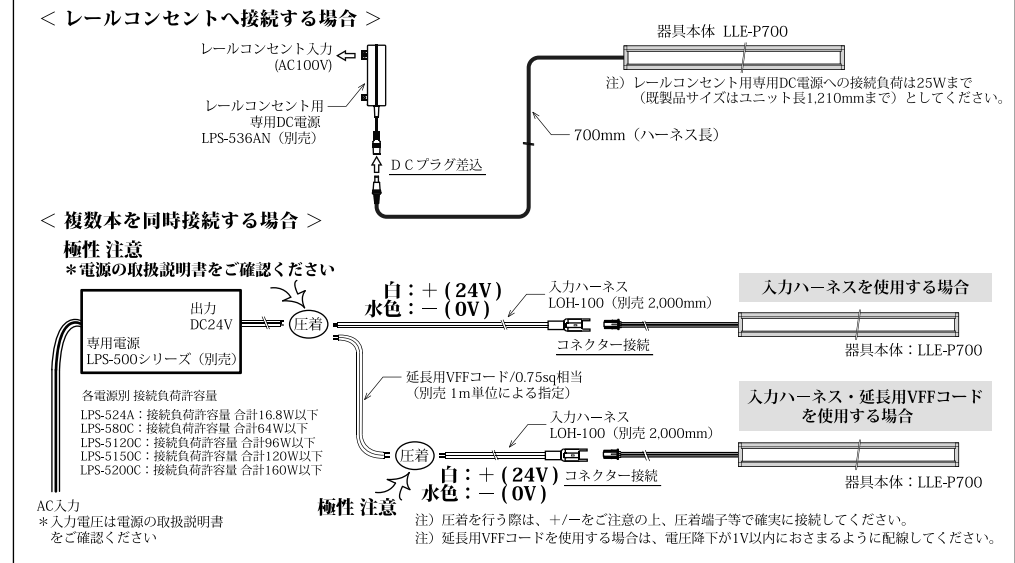 ＜ レールコンセントへ接続する場合 ＞
レールコンセント入力
(AC100V)
レールコンセント用
専用DC電源
LPS-536AN（別売）
ＤＣプラグ差込
700mm（ハーネス長）
器具本体 LLE-P700
注）レールコンセント用専用DC電源への接続負荷は25Wまで
（既製品サイズはユニット長1,210mmまで）としてください。
＜ 複数本を同時接続する場合 ＞
極性 注意
＊電源の取扱説明書をご確認ください
出力
DC24V
専用電源
LPS-500シリーズ（別売）
圧着
白：＋（24V）
水色：－（0V）
入力ハーネス
LOH-100（別売 2,000mm）
コネクター接続
入力ハーネスを使用する場合
器具本体：LLE-P700
各電源別 接続負荷許容量
LPS-524A：接続負荷許容量 合計16.8W以下
LPS-580C：接続負荷許容量 合計64W以下
LPS-5120C：接続負荷許容量 合計96W以下
LPS-5150C：接続負荷許容量 合計120W以下
LPS-5200C：接続負荷許容量 合計160W以下
延長用VFFコード/0.75sq相当
（別売 1m単位による指定）
入力ハーネス・延長用VFFコード
を使用する場合
入力ハーネス
LOH-100（別売 2,000mm）
圧着
白：＋（24V）
水色：－（0V）
コネクター接続
器具本体：LLE-P700
極性 注意
AC入力
＊入力電圧は電源の取扱説明書
をご確認ください
注）圧着を行う際は、+/−をご注意の上、圧着端子等で確実に接続してください。
注）延長用VFFコードを使用する場合は、電圧降下が1V以内におさまるように配線してください。